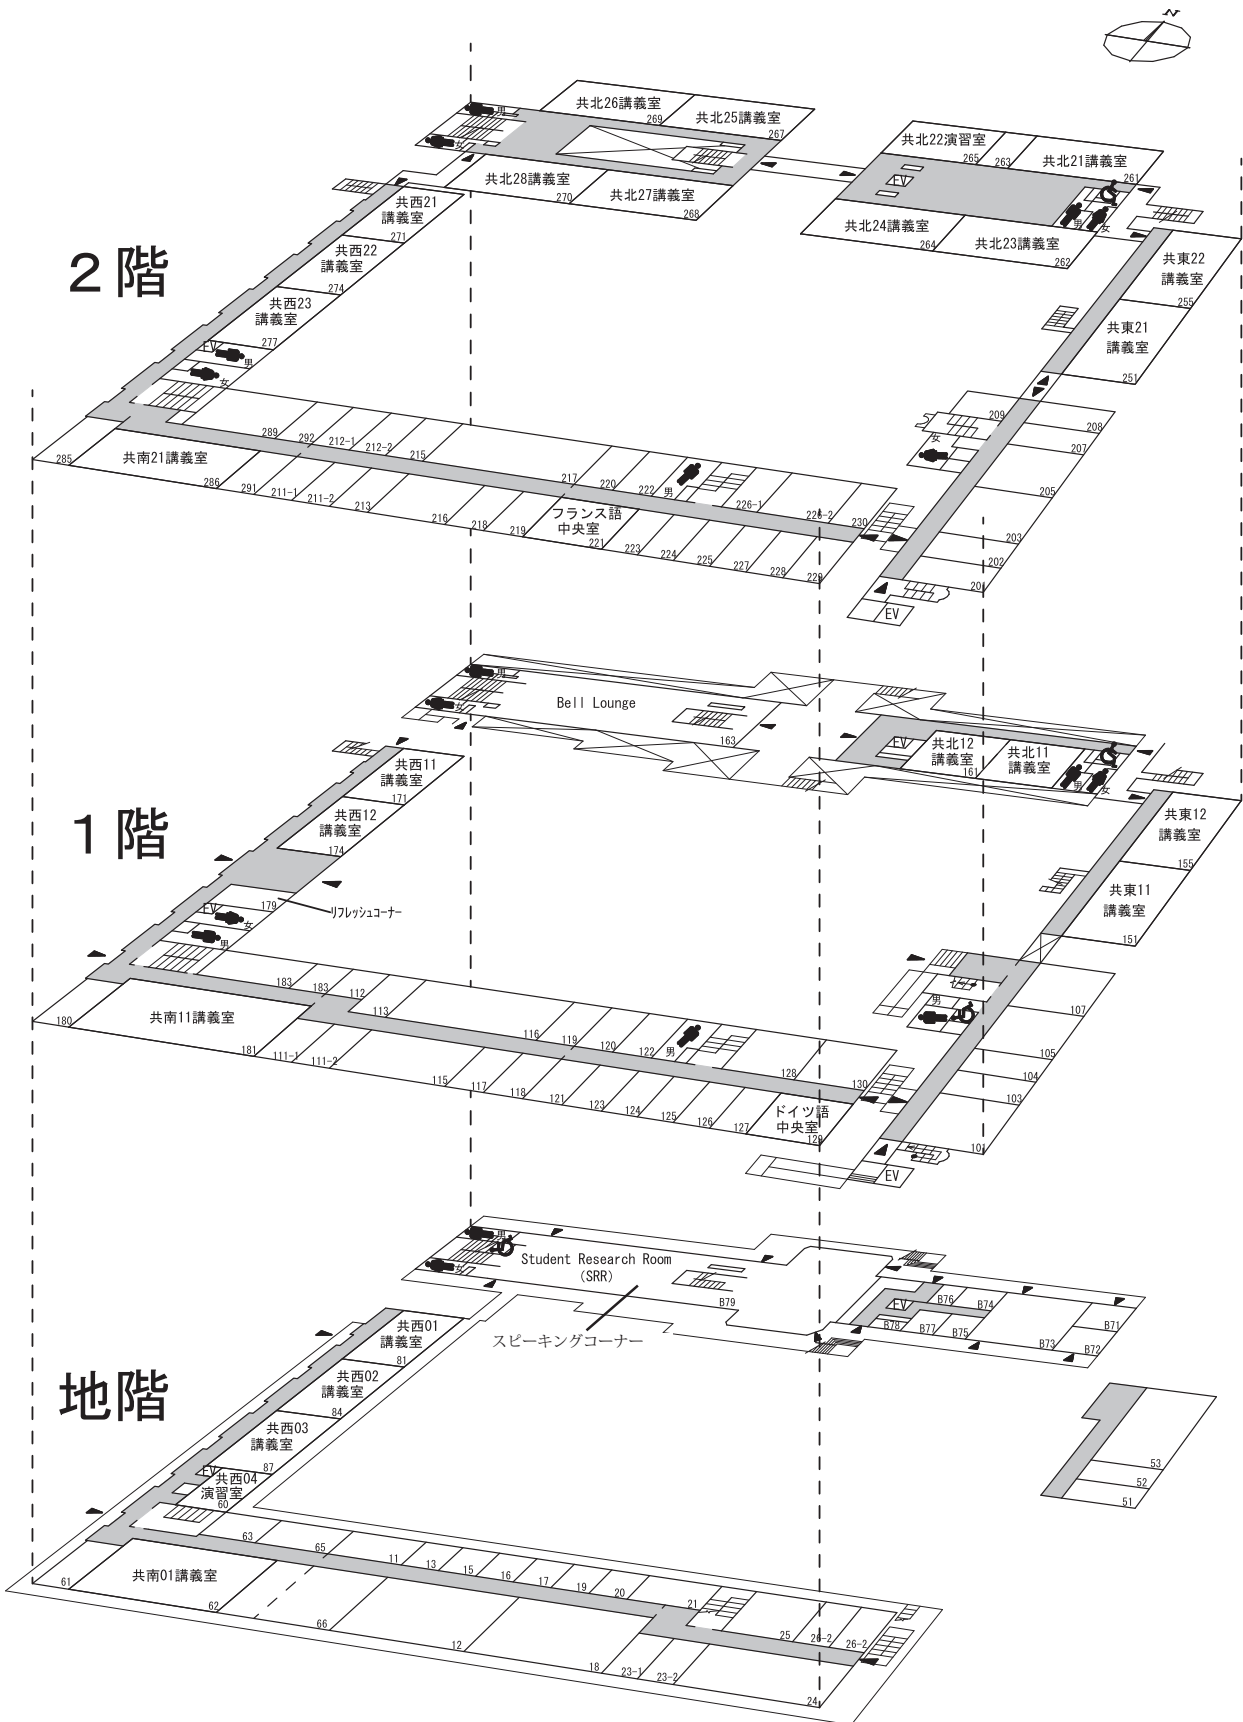 N
2階
男
女
共北26講義室
269
共北25講義室
267
共北28講義室
270
共北27講義室
268
共北22演習室
265
263
共北21講義室
261
EV
男
女
共北24講義室
264
共北23講義室
262
共西21
講義室
271
共西22
講義室
274
共西23
講義室
277
EV
男
女
共東22
講義室
255
共東21
講義室
251
209
208
207
女
205
203
202
201
EV
285
共南21講義室
286
289
292
212-1
212-2
215
217
220
222
男
226-1
226-2
230
291
211-1
211-2
213
216
218
219
フランス語
中央室
221
223
224
225
227
228
229
1階
男
女
Bell Lounge
163
EV
共北12
講義室
161
共北11
講義室
男
女
共西11
講義室
171
共西12
講義室
174
179
リフレッシュコーナー
EV
女
男
共東12
講義室
155
共東11
講義室
151
男
107
105
104
103
101
EV
180
共南11講義室
181
183
183
112
113
116
119
120
122
男
128
130
111-1
111-2
115
117
118
121
123
124
125
126
127
ドイツ語
中央室
129
地階
男
女
Student Research Room
(SRR)
B79
スピーキングコーナー
EV
B76
B74
B78
B77
B75
B73
B71
B72
共西01
講義室
81
共西02
講義室
84
共西03
講義室
87
EV
共西04
演習室
60
53
52
51
61
共南01講義室
62
63
65
11
13
15
16
17
19
20
21
25
26-2
26-2
66
12
18
23-1
23-2
24